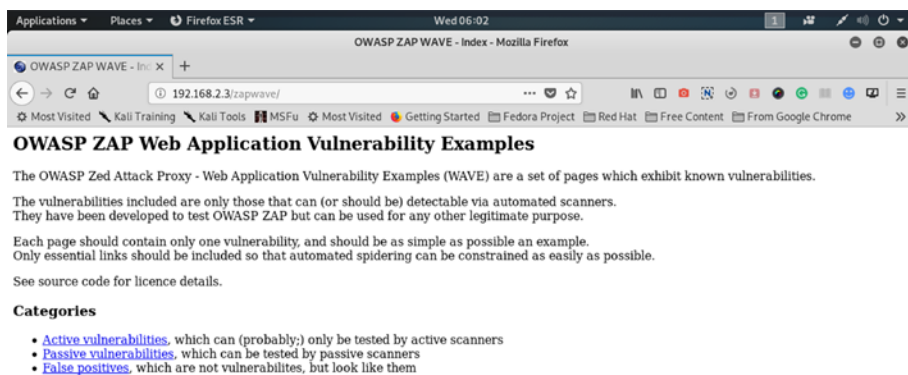 Applications ▾ Places ▾ Firefox ESR ▾ Wed 06:02 1
OWASP ZAP WAVE - Index - Mozilla Firefox
OWASP ZAP WAVE - Ind × +
192.168.2.3/zapwave/
Most Visited Kali Training Kali Tools MSFu Most Visited Getting Started Fedora Project Red Hat Free Content From Google Chrome »
OWASP ZAP Web Application Vulnerability Examples
The OWASP Zed Attack Proxy - Web Application Vulnerability Examples (WAVE) are a set of pages which exhibit known vulnerabilities.
The vulnerabilities included are only those that can (or should be) detectable via automated scanners.
They have been developed to test OWASP ZAP but can be used for any other legitimate purpose.
Each page should contain only one vulnerability, and should be as simple as possible an example.
Only essential links should be included so that automated spidering can be constrained as easily as possible.
See source code for licence details.
Categories
• Active vulnerabilities, which can (probably;) only be tested by active scanners
• Passive vulnerabilities, which can be tested by passive scanners
• False positives, which are not vulnerabilites, but look like them